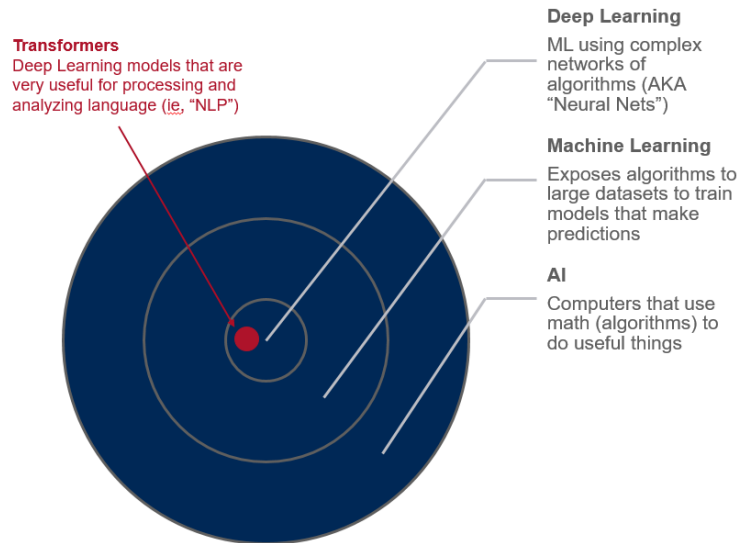 Transformers
Deep Learning models that are
very useful for processing and
analyzing language (ie, “NLP”)
Deep Learning
ML using complex
networks of
algorithms (AKA
“Neural Nets”)
Machine Learning
Exposes algorithms to
large datasets to train
models that make
predictions
AI
Computers that use
math (algorithms) to
do useful things